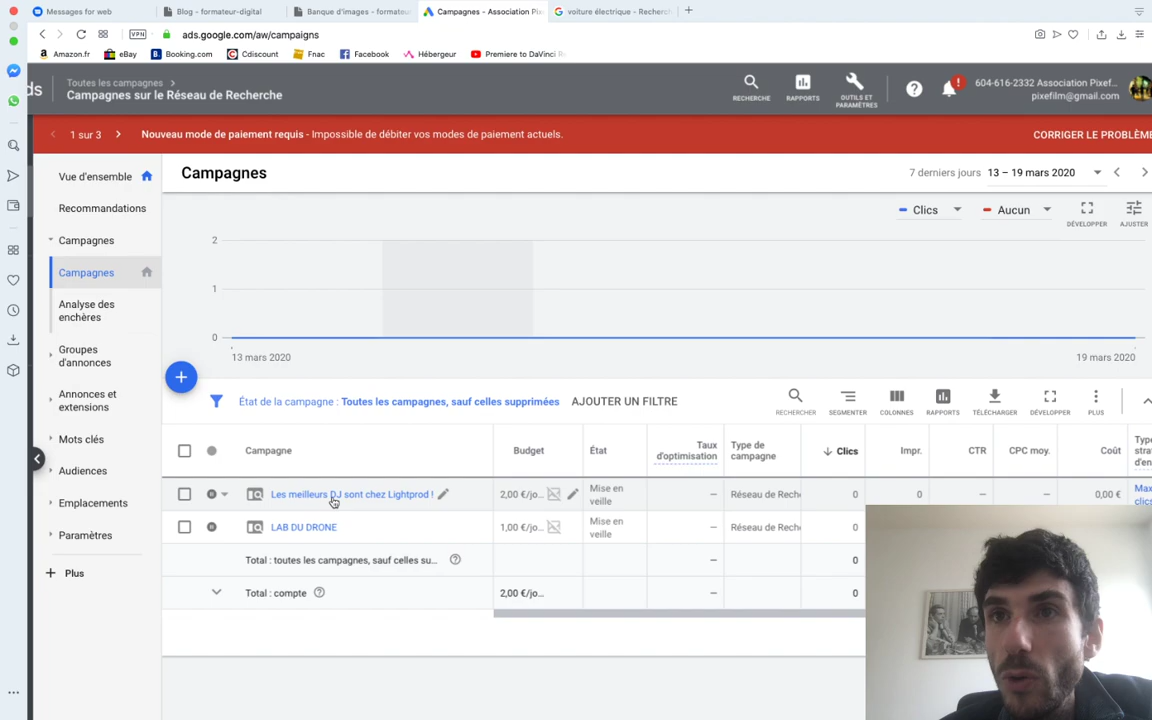 Messages for web
Blog - formateur-digital
Banque d'images - formateur
Campagnes - Association Pixe
voiture électrique - Recherc
VPN
ads.google.com/aw/campaigns
Amazon.fr
eBay
Booking.com
Cdiscount
Fnac
Facebook
Hébergeur
Premiere to DaVinci R
ds
Toutes les campagnes
Campagnes sur le Réseau de Recherche
RECHERCHE
RAPPORTS
OUTILS ET
PARAMÈTRES
604-616-2332 Association Pixef...
pixefilm@gmail.com
1 sur 3
Nouveau mode de paiement requis - Impossible de débiter vos modes de paiement actuels.
CORRIGER LE PROBLÈME
Vue d'ensemble
Recommandations
Campagnes
Campagnes
Analyse des
enchères
Groupes
d'annonces
Annonces et
extensions
Mots clés
Audiences
Emplacements
Paramètres
Plus
Campagnes
7 derniers jours
13 – 19 mars 2020
Clics
Aucun
DÉVELOPPER
AJUSTER
2
1
0
13 mars 2020
19 mars 2020
État de la campagne : Toutes les campagnes, sauf celles supprimées
AJOUTER UN FILTRE
RECHERCHER
SEGMENTER
COLONNES
RAPPORTS
TÉLÉCHARGER
DÉVELOPPER
PLUS
Campagne
Budget
État
Taux
d'optimisation
Type de
campagne
Clics
Impr.
CTR
CPC moy.
Coût
Type
strat
d'en
Les meilleurs DJ sont chez Lightprod !
2,00 €/jo...
Mise en
veille
–
Réseau de Rech
0
0
–
–
0,00 €
Max
clics
LAB DU DRONE
1,00 €/jo...
Mise en
veille
–
Réseau de Rech
0
Total : toutes les campagnes, sauf celles su...
–
0
Total : compte
2,00 €/jo...
–
0